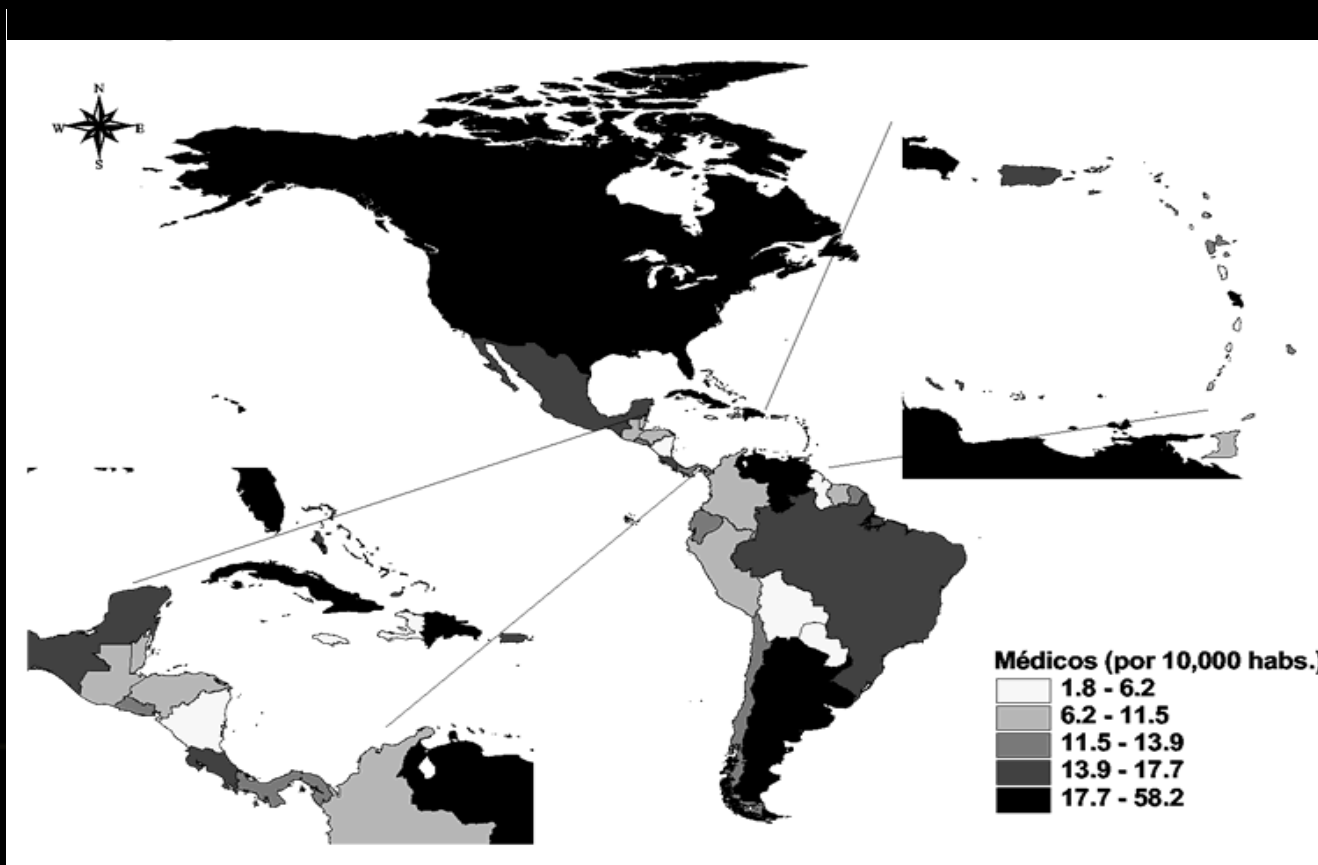 N
W E
S
Médicos (por 10,000 habs.)
1.8 - 6.2
6.2 - 11.5
11.5 - 13.9
13.9 - 17.7
17.7 - 58.2